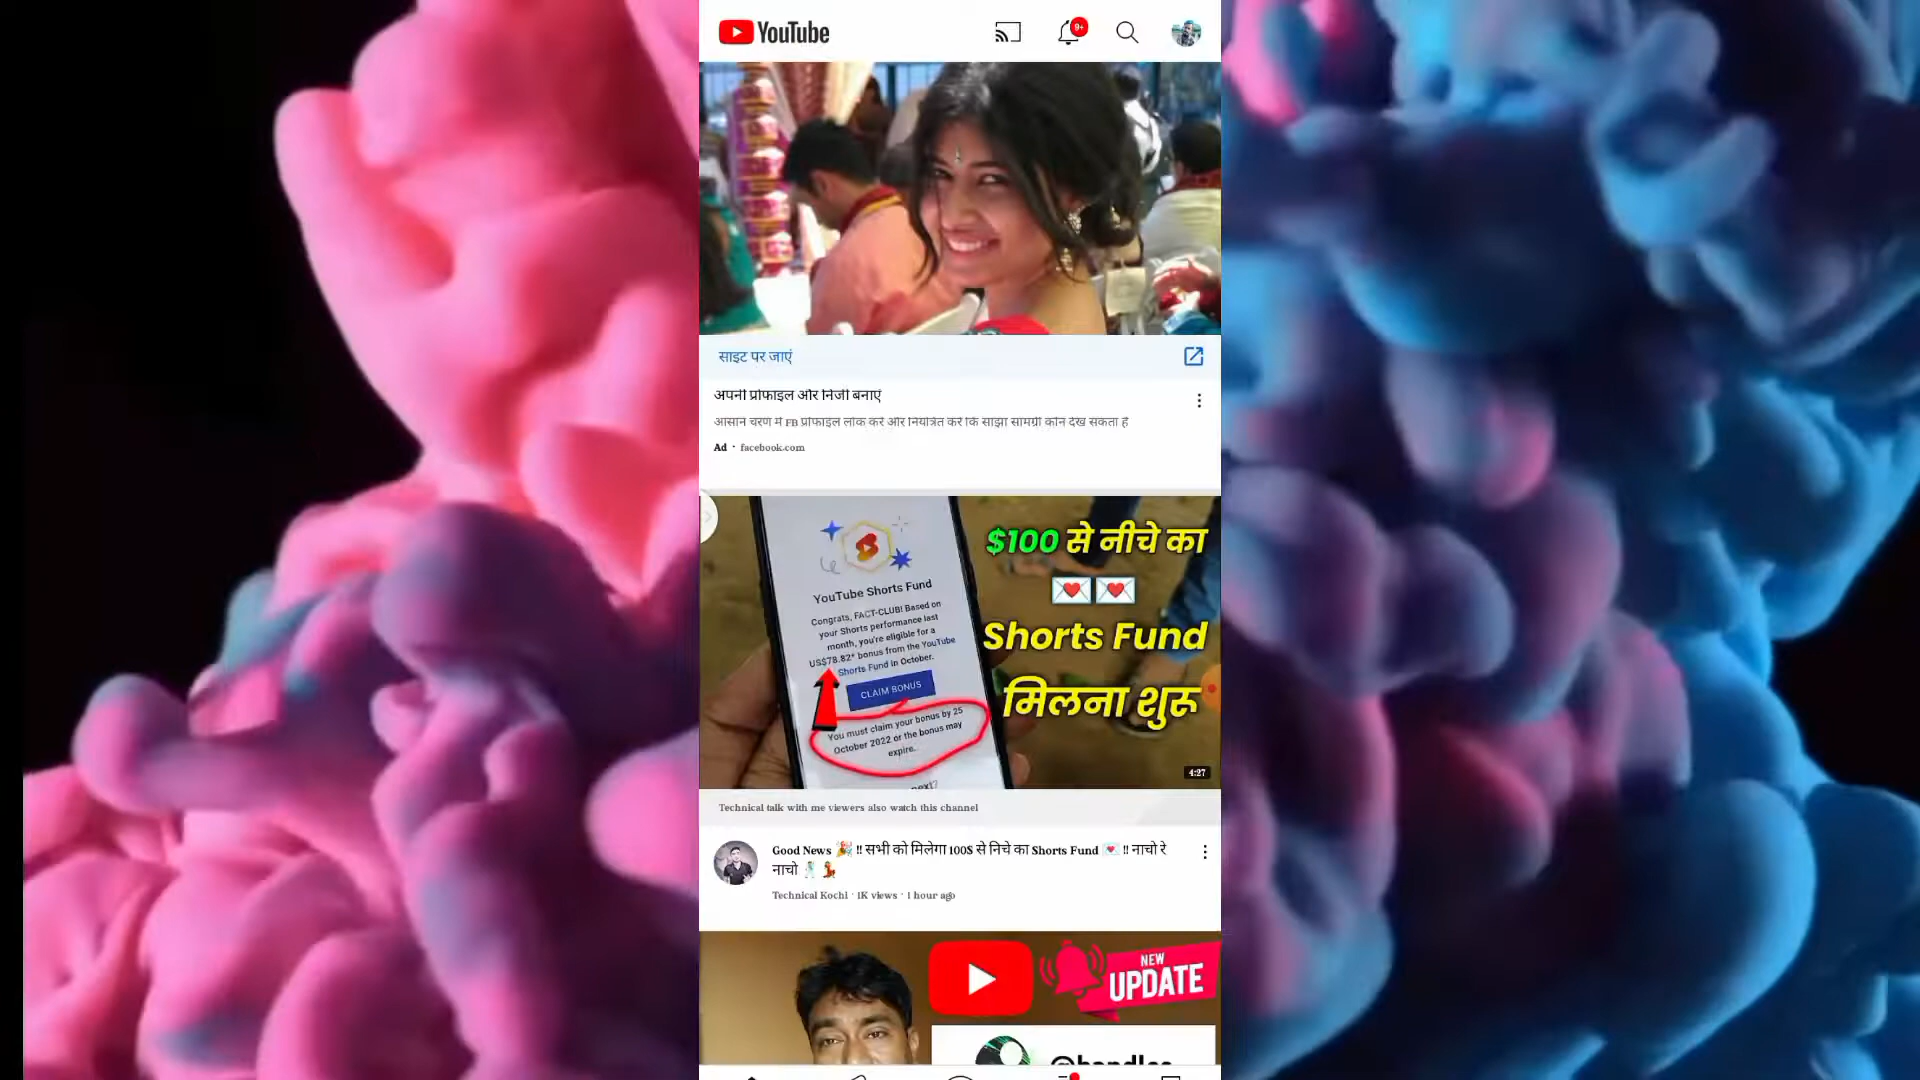 YouTube
9+
साइट पर जाएं
अपनी प्रोफाइल और निजी बनाएं
आसान चरण में FB प्रोफाइल लॉक करें और नियंत्रित करें कि साझा सामग्री कौन देख सकता है
Ad · facebook.com
YouTube Shorts Fund
Congrats, FACT-CLUB! Based on
your Shorts performance last
month, you're eligible for a
US$78.82* bonus from the YouTube
Shorts Fund in October.
CLAIM BONUS
You must claim your bonus by 25
October 2022 or the bonus may
expire.
next?
$100 से नीचे का
💌💌
Shorts Fund
मिलना शुरू
4:27
Technical talk with me viewers also watch this channel
Good News 🎉 !! सभी को मिलेगा 100$ से निचे का Shorts Fund 💌 !! नाचो रे
नाचो 🕺 💃
Technical Kochi · 1K views · 1 hour ago
NEW
UPDATE
@handles